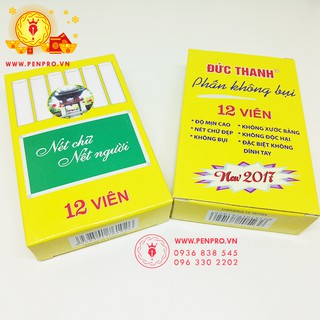 WWW.PENPRO.VN
Nét chữ
Nết người
12 VIÊN
ĐỨC THANH
Phấn không bụi
12 VIÊN
• ĐỘ MỊN CAO
• NÉT CHỮ ĐẸP
• KHÔNG BỤI
• KHÔNG XƯỚC BẢNG
• KHÔNG ĐỘC HẠI
• ĐẶC BIỆT KHÔNG
DÍNH TAY
New 2017
WWW.PENPRO.VN
0936 838 545
096 330 2202